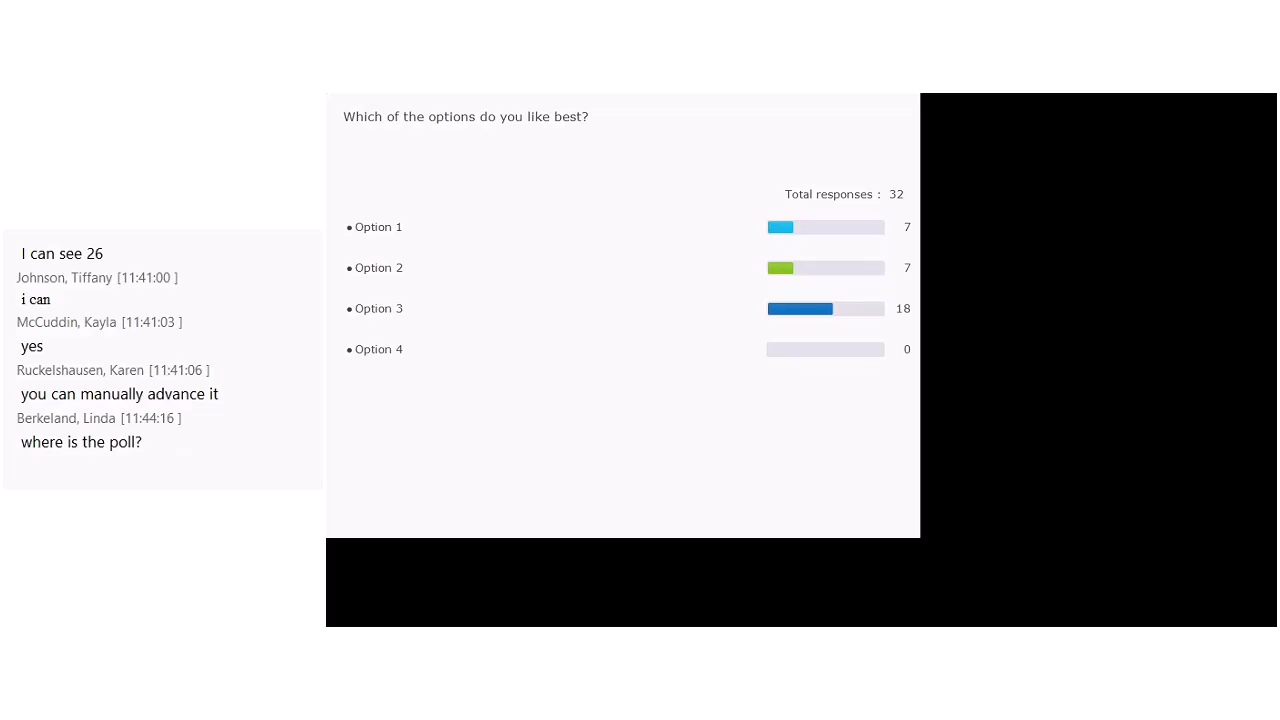 I can see 26
Johnson, Tiffany [11:41:00 ]
i can
McCuddin, Kayla [11:41:03 ]
yes
Ruckelshausen, Karen [11:41:06 ]
you can manually advance it
Berkeland, Linda [11:44:16 ]
where is the poll?
Which of the options do you like best?
Total responses : 32
• Option 1 7
• Option 2 7
• Option 3 18
• Option 4 0